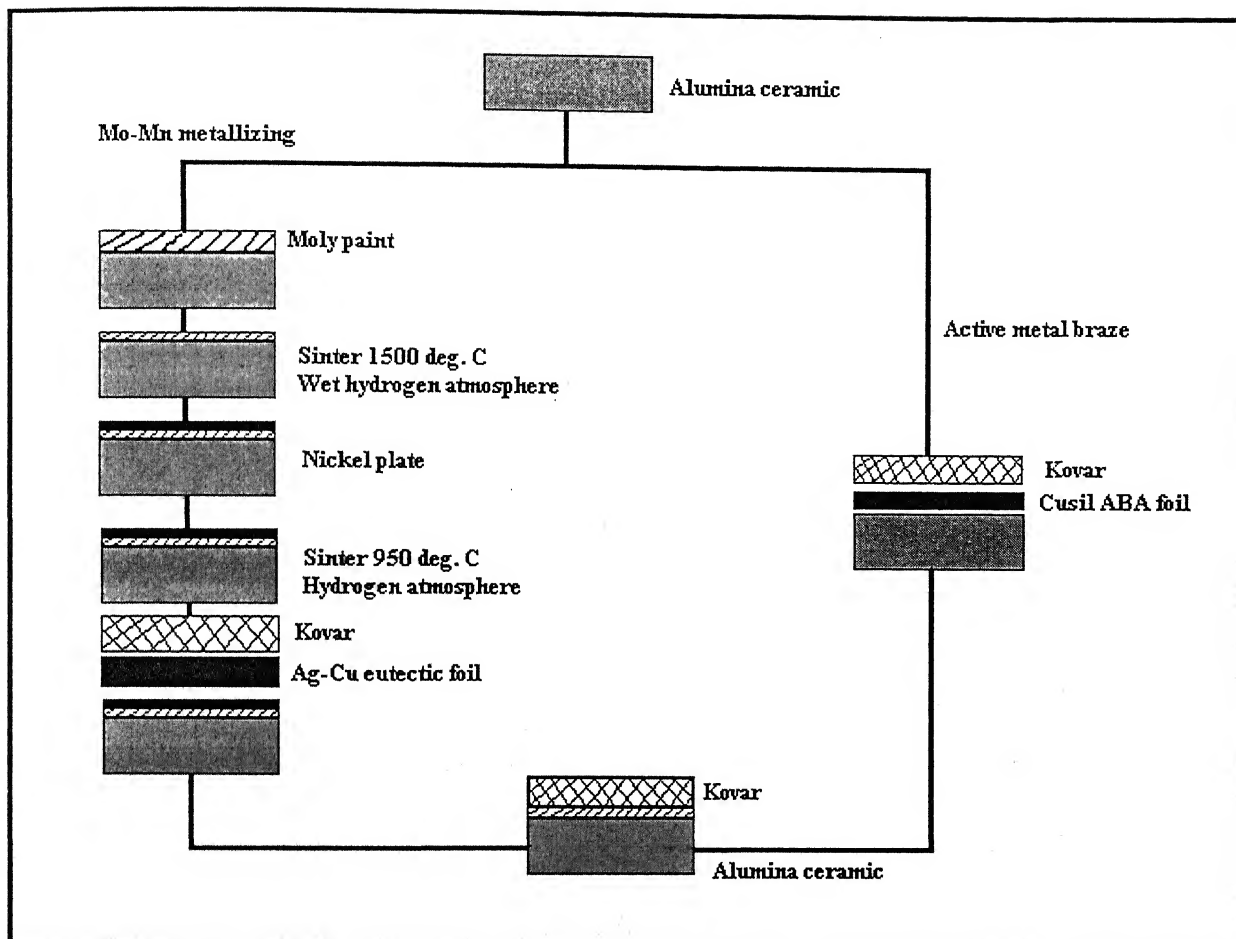 Alumina ceramic
Mo-Mn metallizing
Moly paint
Sinter 1500 deg. C
Wet hydrogen atmosphere
Nickel plate
Sinter 950 deg. C
Hydrogen atmosphere
Kovar
Ag-Cu eutectic foil
Active metal braze
Kovar
Cusil ABA foil
Kovar
Alumina ceramic